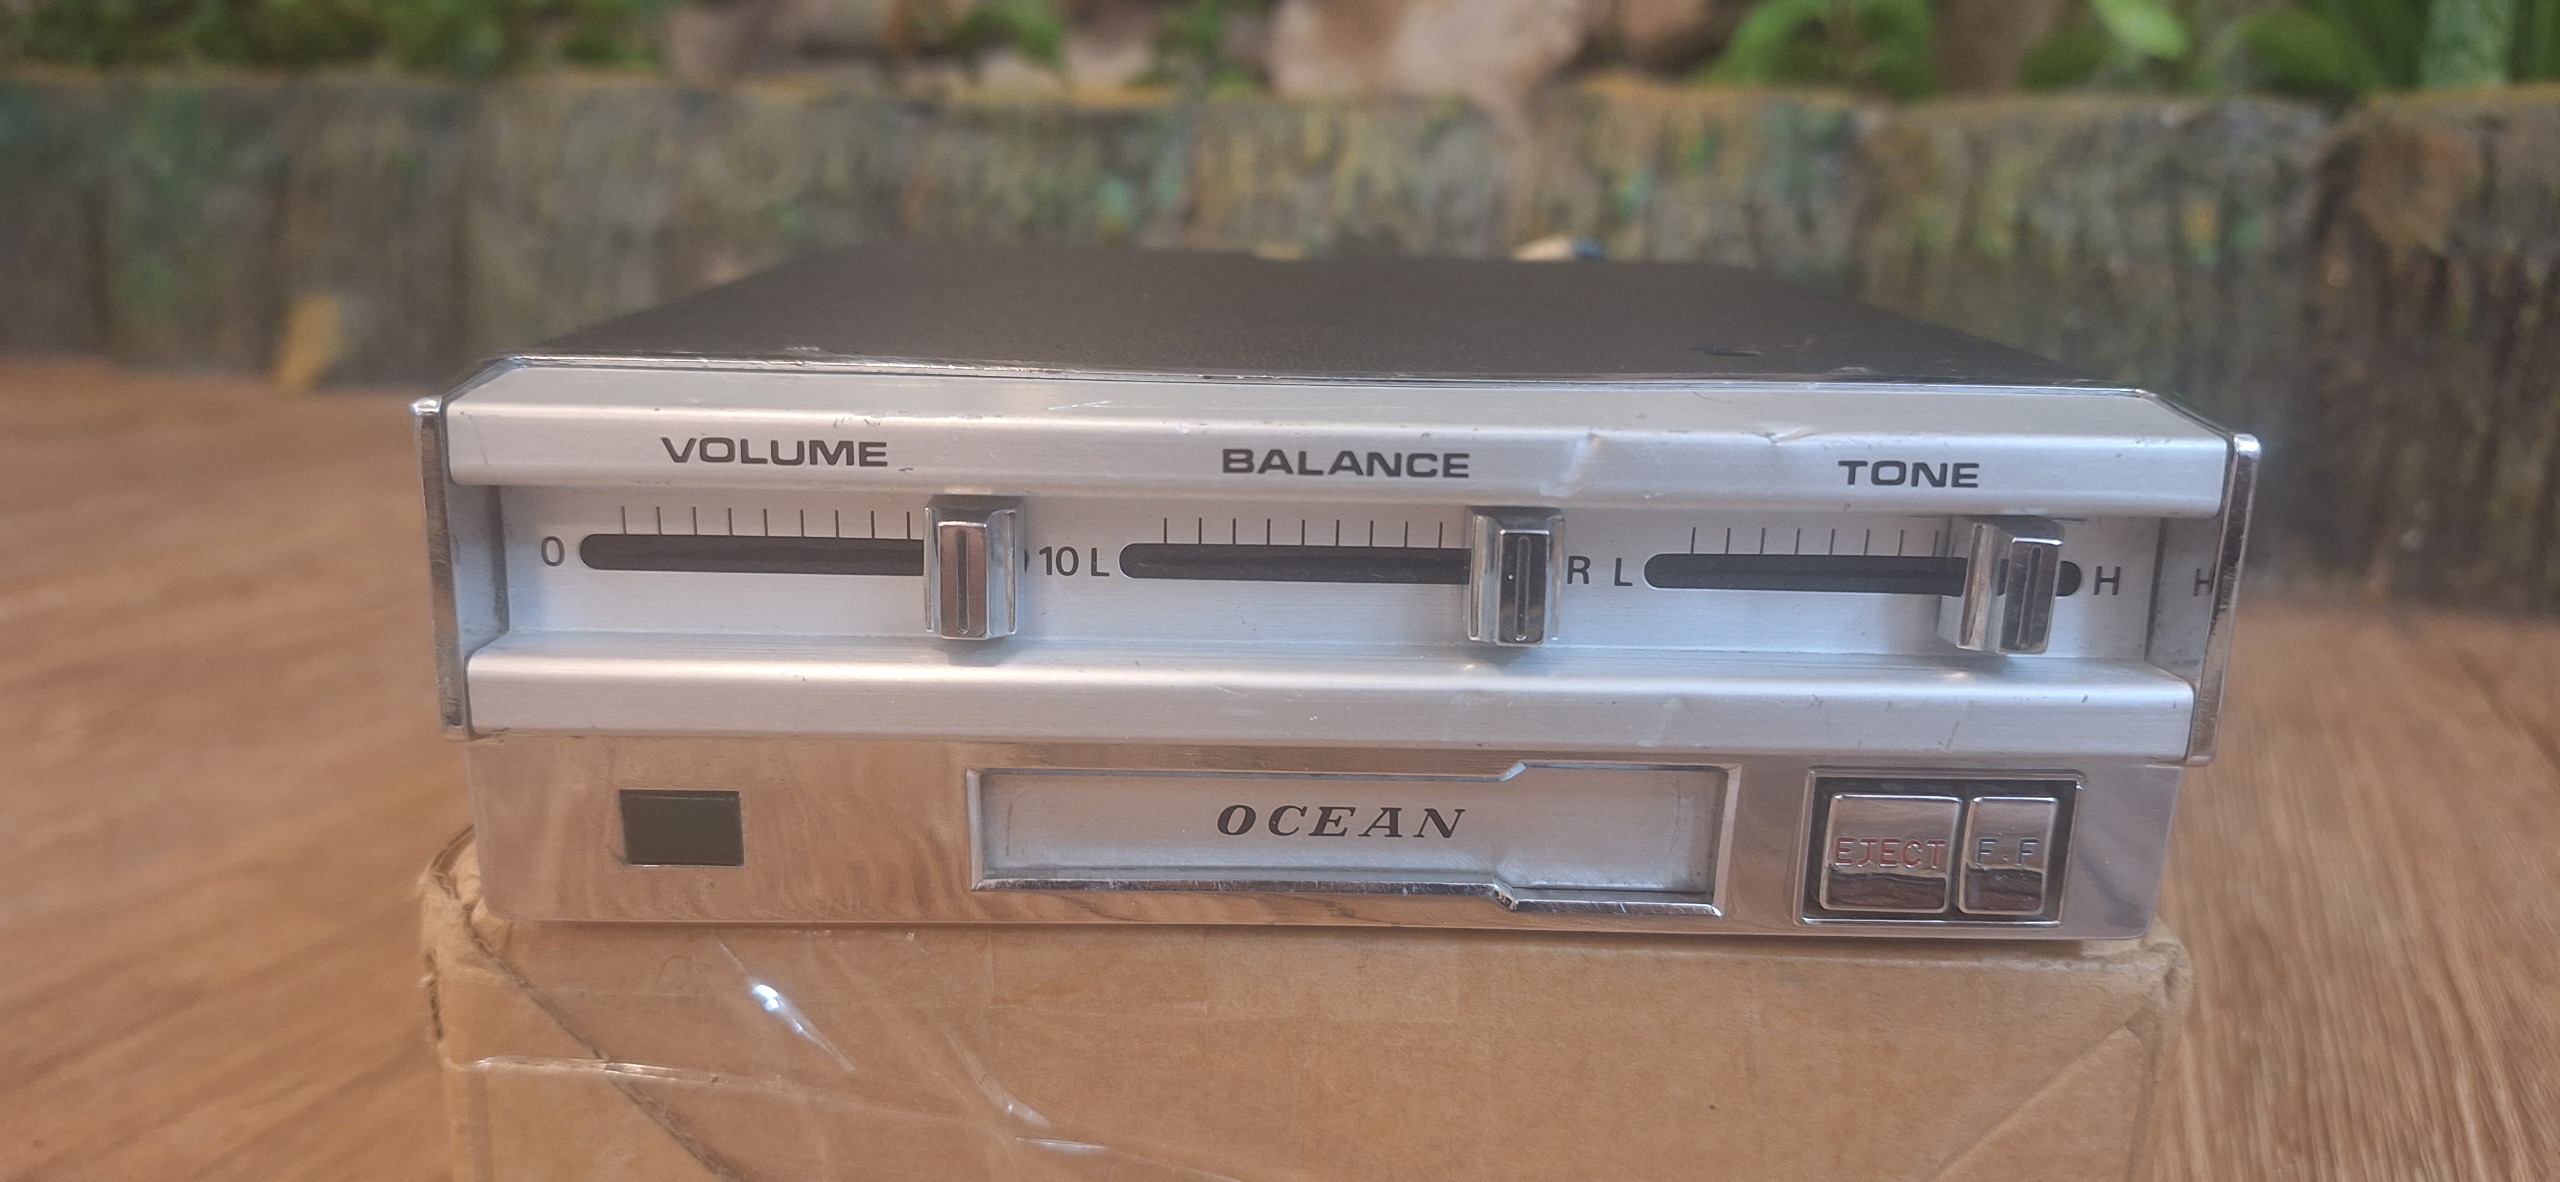 VOLUME BALANCE TONE
0 10 L R L H H
OCEAN
EJECT F.F